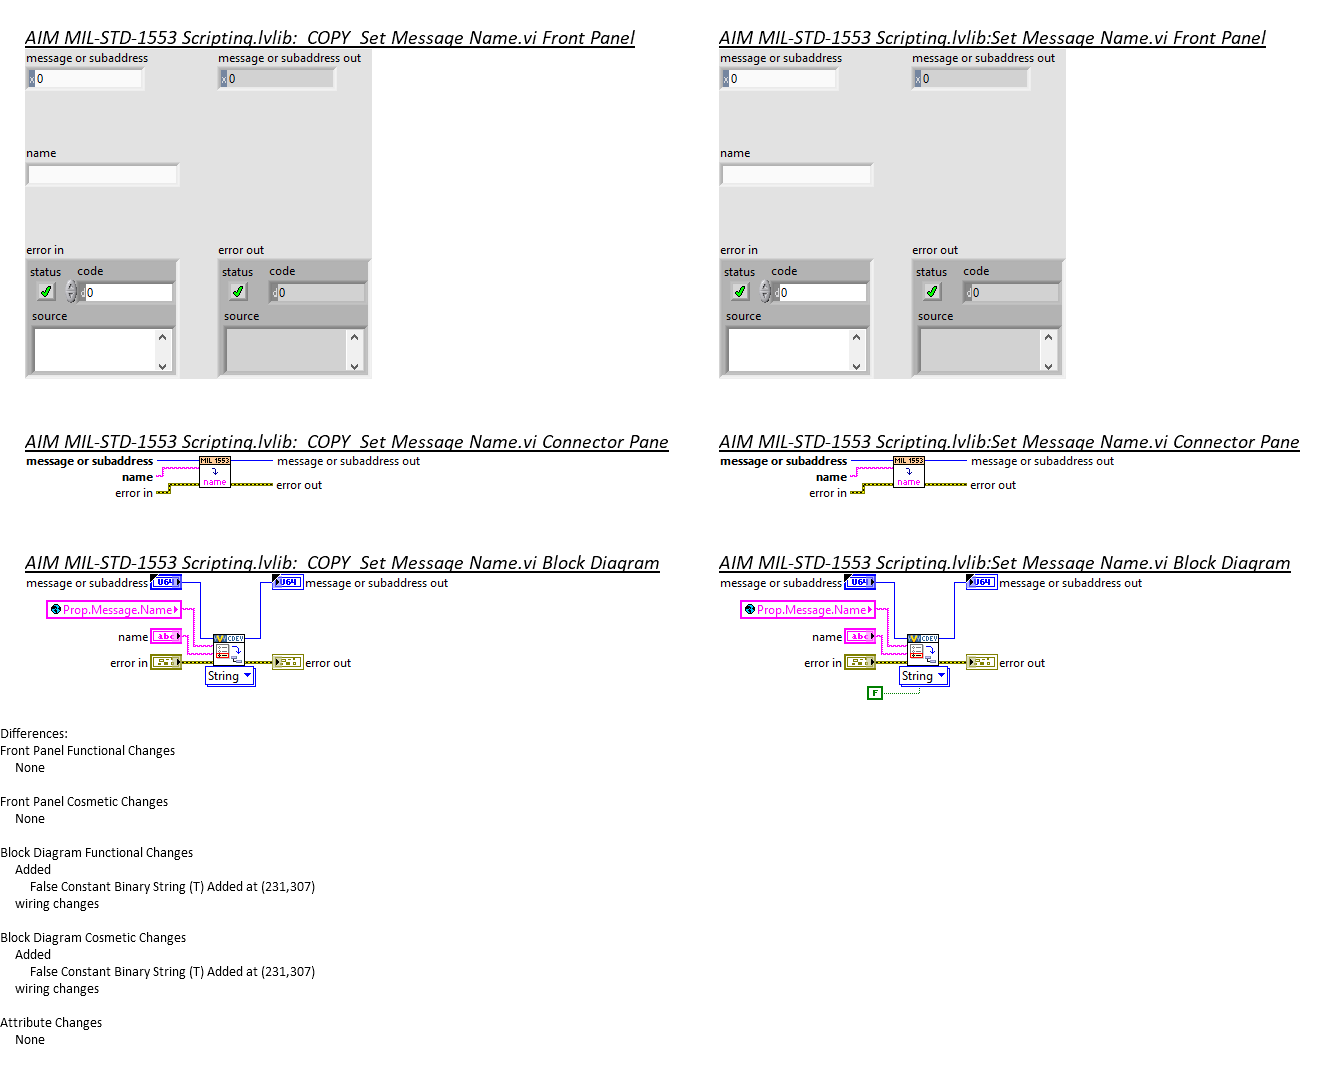 AIM MIL-STD-1553 Scripting.lvlib:_COPY_Set Message Name.vi Front Panel
message or subaddress
message or subaddress out
x 0
x 0
name
error in
error out
status
code
status
code
d 0
d 0
source
source
AIM MIL-STD-1553 Scripting.lvlib:Set Message Name.vi Front Panel
message or subaddress
message or subaddress out
x 0
x 0
name
error in
error out
status
code
status
code
d 0
d 0
source
source
AIM MIL-STD-1553 Scripting.lvlib:_COPY_Set Message Name.vi Connector Pane
message or subaddress
MIL 1553
message or subaddress out
name
name
error in
error out
AIM MIL-STD-1553 Scripting.lvlib:Set Message Name.vi Connector Pane
message or subaddress
MIL 1553
message or subaddress out
name
name
error in
error out
AIM MIL-STD-1553 Scripting.lvlib:_COPY_Set Message Name.vi Block Diagram
message or subaddress
U64
U64
message or subaddress out
Prop.Message.Name
name
abc
CDEV
error in
error out
String
AIM MIL-STD-1553 Scripting.lvlib:Set Message Name.vi Block Diagram
message or subaddress
U64
U64
message or subaddress out
Prop.Message.Name
name
abc
CDEV
error in
error out
String
F
Differences:
Front Panel Functional Changes
None
Front Panel Cosmetic Changes
None
Block Diagram Functional Changes
Added
False Constant Binary String (T) Added at (231,307)
wiring changes
Block Diagram Cosmetic Changes
Added
False Constant Binary String (T) Added at (231,307)
wiring changes
Attribute Changes
None